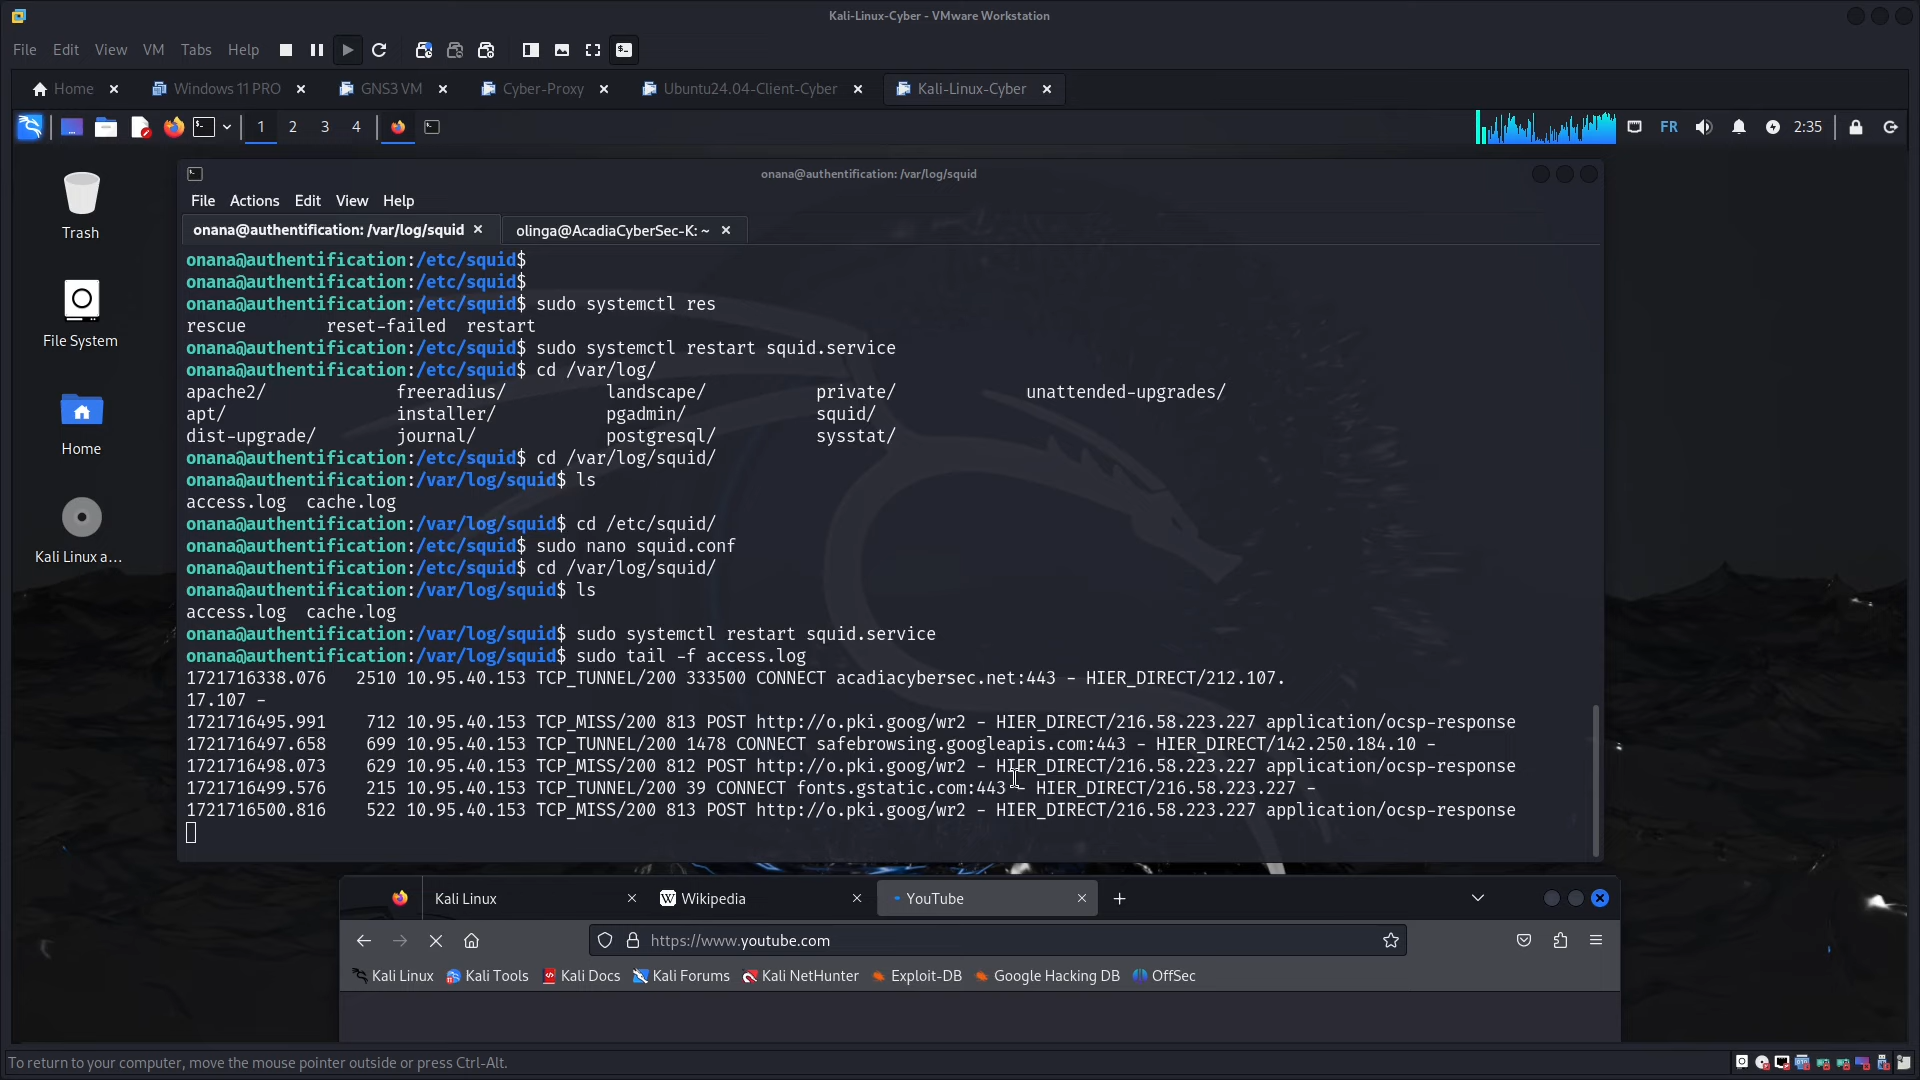 Kali-Linux-Cyber - VMware Workstation
File Edit View VM Tabs Help
Home Windows 11 PRO GNS3 VM Cyber-Proxy Ubuntu24.04-Client-Cyber Kali-Linux-Cyber
1 2 3 4 FR 2:35
Trash
File System
Home
Kali Linux a...
onana@authentification: /var/log/squid
File Actions Edit View Help
onana@authentification: /var/log/squid olinga@AcadiaCyberSec-K: ~
onana@authentification:/etc/squid$
onana@authentification:/etc/squid$
onana@authentification:/etc/squid$ sudo systemctl res
rescue reset-failed restart
onana@authentification:/etc/squid$ sudo systemctl restart squid.service
onana@authentification:/etc/squid$ cd /var/log/
apache2/ freeradius/ landscape/ private/ unattended-upgrades/
apt/ installer/ pgadmin/ squid/
dist-upgrade/ journal/ postgresql/ sysstat/
onana@authentification:/etc/squid$ cd /var/log/squid/
onana@authentification:/var/log/squid$ ls
access.log cache.log
onana@authentification:/var/log/squid$ cd /etc/squid/
onana@authentification:/etc/squid$ sudo nano squid.conf
onana@authentification:/etc/squid$ cd /var/log/squid/
onana@authentification:/var/log/squid$ ls
access.log cache.log
onana@authentification:/var/log/squid$ sudo systemctl restart squid.service
onana@authentification:/var/log/squid$ sudo tail -f access.log
1721716338.076 2510 10.95.40.153 TCP_TUNNEL/200 333500 CONNECT acadiacybersec.net:443 - HIER_DIRECT/212.107.
17.107 -
1721716495.991 712 10.95.40.153 TCP_MISS/200 813 POST http://o.pki.goog/wr2 - HIER_DIRECT/216.58.223.227 application/ocsp-response
1721716497.658 699 10.95.40.153 TCP_TUNNEL/200 1478 CONNECT safebrowsing.googleapis.com:443 - HIER_DIRECT/142.250.184.10 -
1721716498.073 629 10.95.40.153 TCP_MISS/200 812 POST http://o.pki.goog/wr2 - HIER_DIRECT/216.58.223.227 application/ocsp-response
1721716499.576 215 10.95.40.153 TCP_TUNNEL/200 39 CONNECT fonts.gstatic.com:443 - HIER_DIRECT/216.58.223.227 -
1721716500.816 522 10.95.40.153 TCP_MISS/200 813 POST http://o.pki.goog/wr2 - HIER_DIRECT/216.58.223.227 application/ocsp-response
Kali Linux Wikipedia YouTube
https://www.youtube.com
Kali Linux Kali Tools Kali Docs Kali Forums Kali NetHunter Exploit-DB Google Hacking DB OffSec
To return to your computer, move the mouse pointer outside or press Ctrl-Alt.